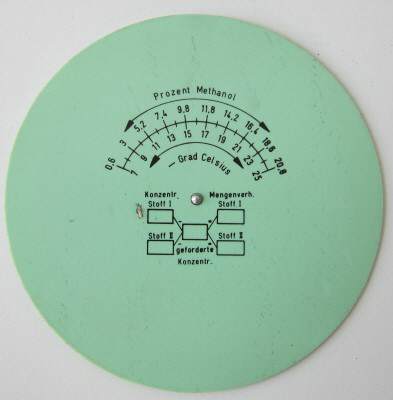 Prozent Methanol
0,6 3 5,2 7,4 9,8 11,8 14,2 16,4 18,6 20,8
7 9 11 13 15 17 19 21 23 25
— Grad Celsius
Konzentr. Mengenverh.
Stoff I Stoff I
Stoff II Stoff II
geforderte
Konzentr.